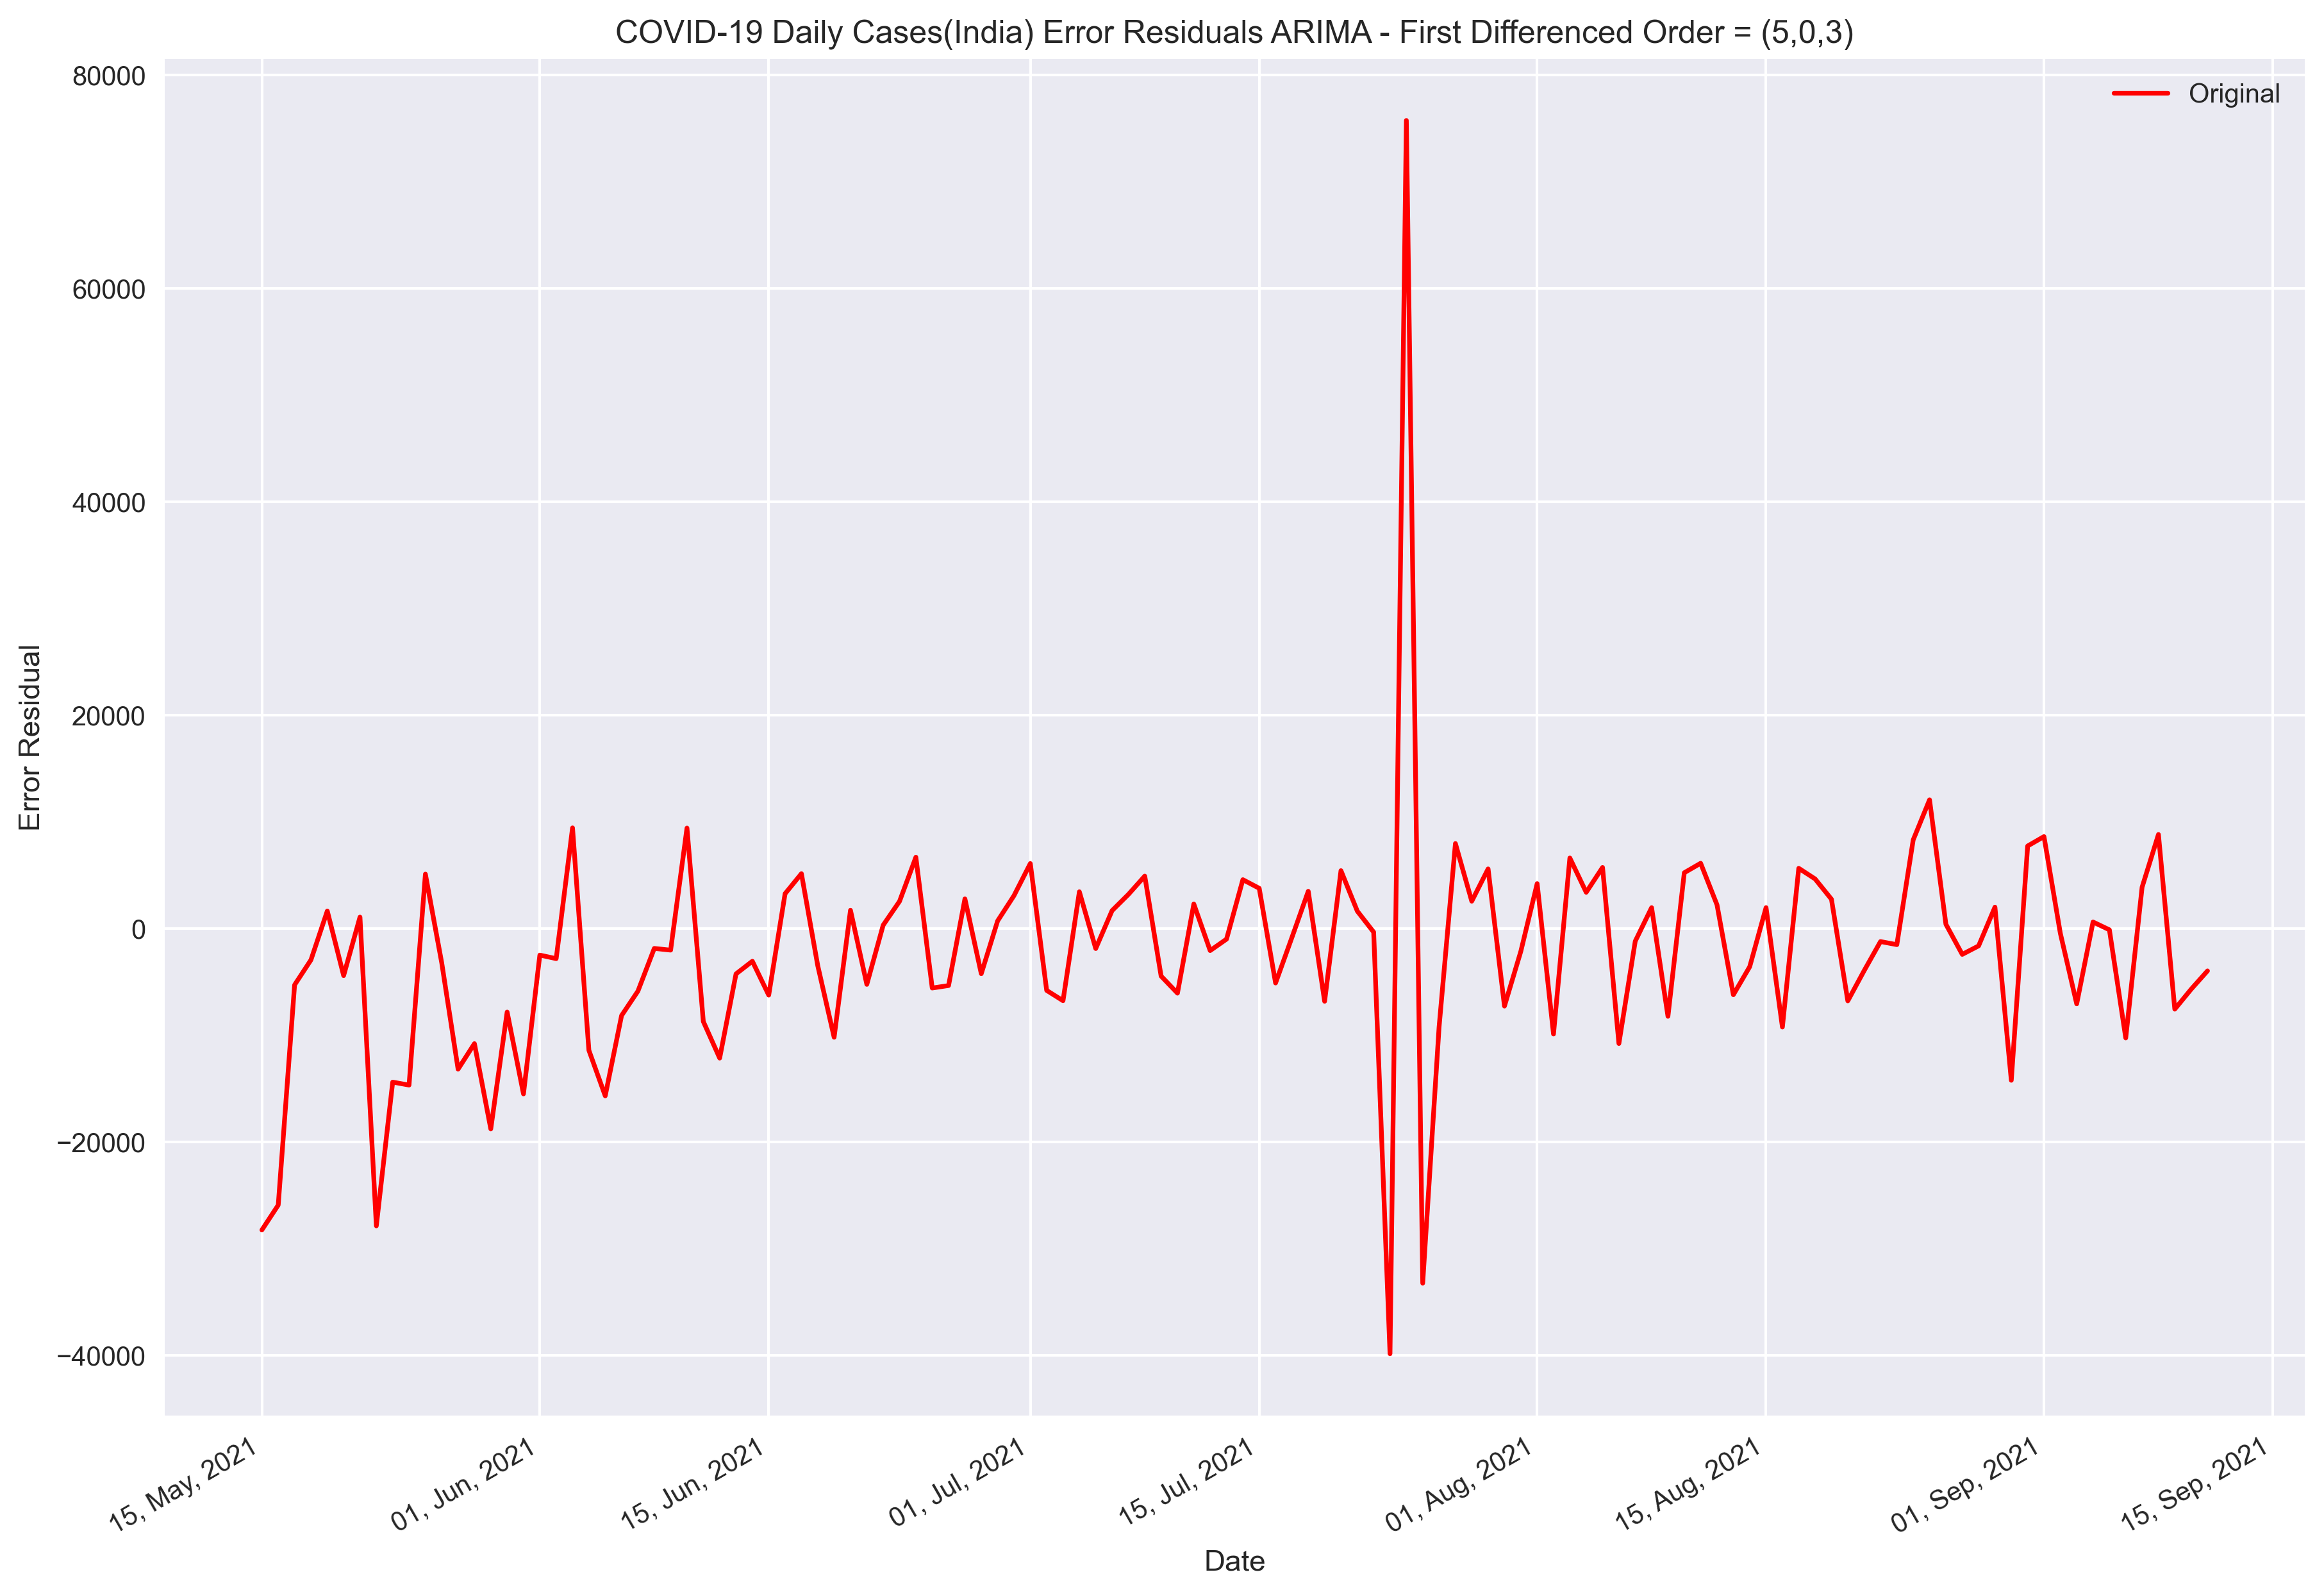 COVID-19 Daily Cases(India) Error Residuals ARIMA - First Differenced Order = (5,0,3)
Original
80000
60000
40000
20000
0
−20000
−40000
Error Residual
15, May, 2021
01, Jun, 2021
15, Jun, 2021
01, Jul, 2021
15, Jul, 2021
01, Aug, 2021
15, Aug, 2021
01, Sep, 2021
15, Sep, 2021
Date